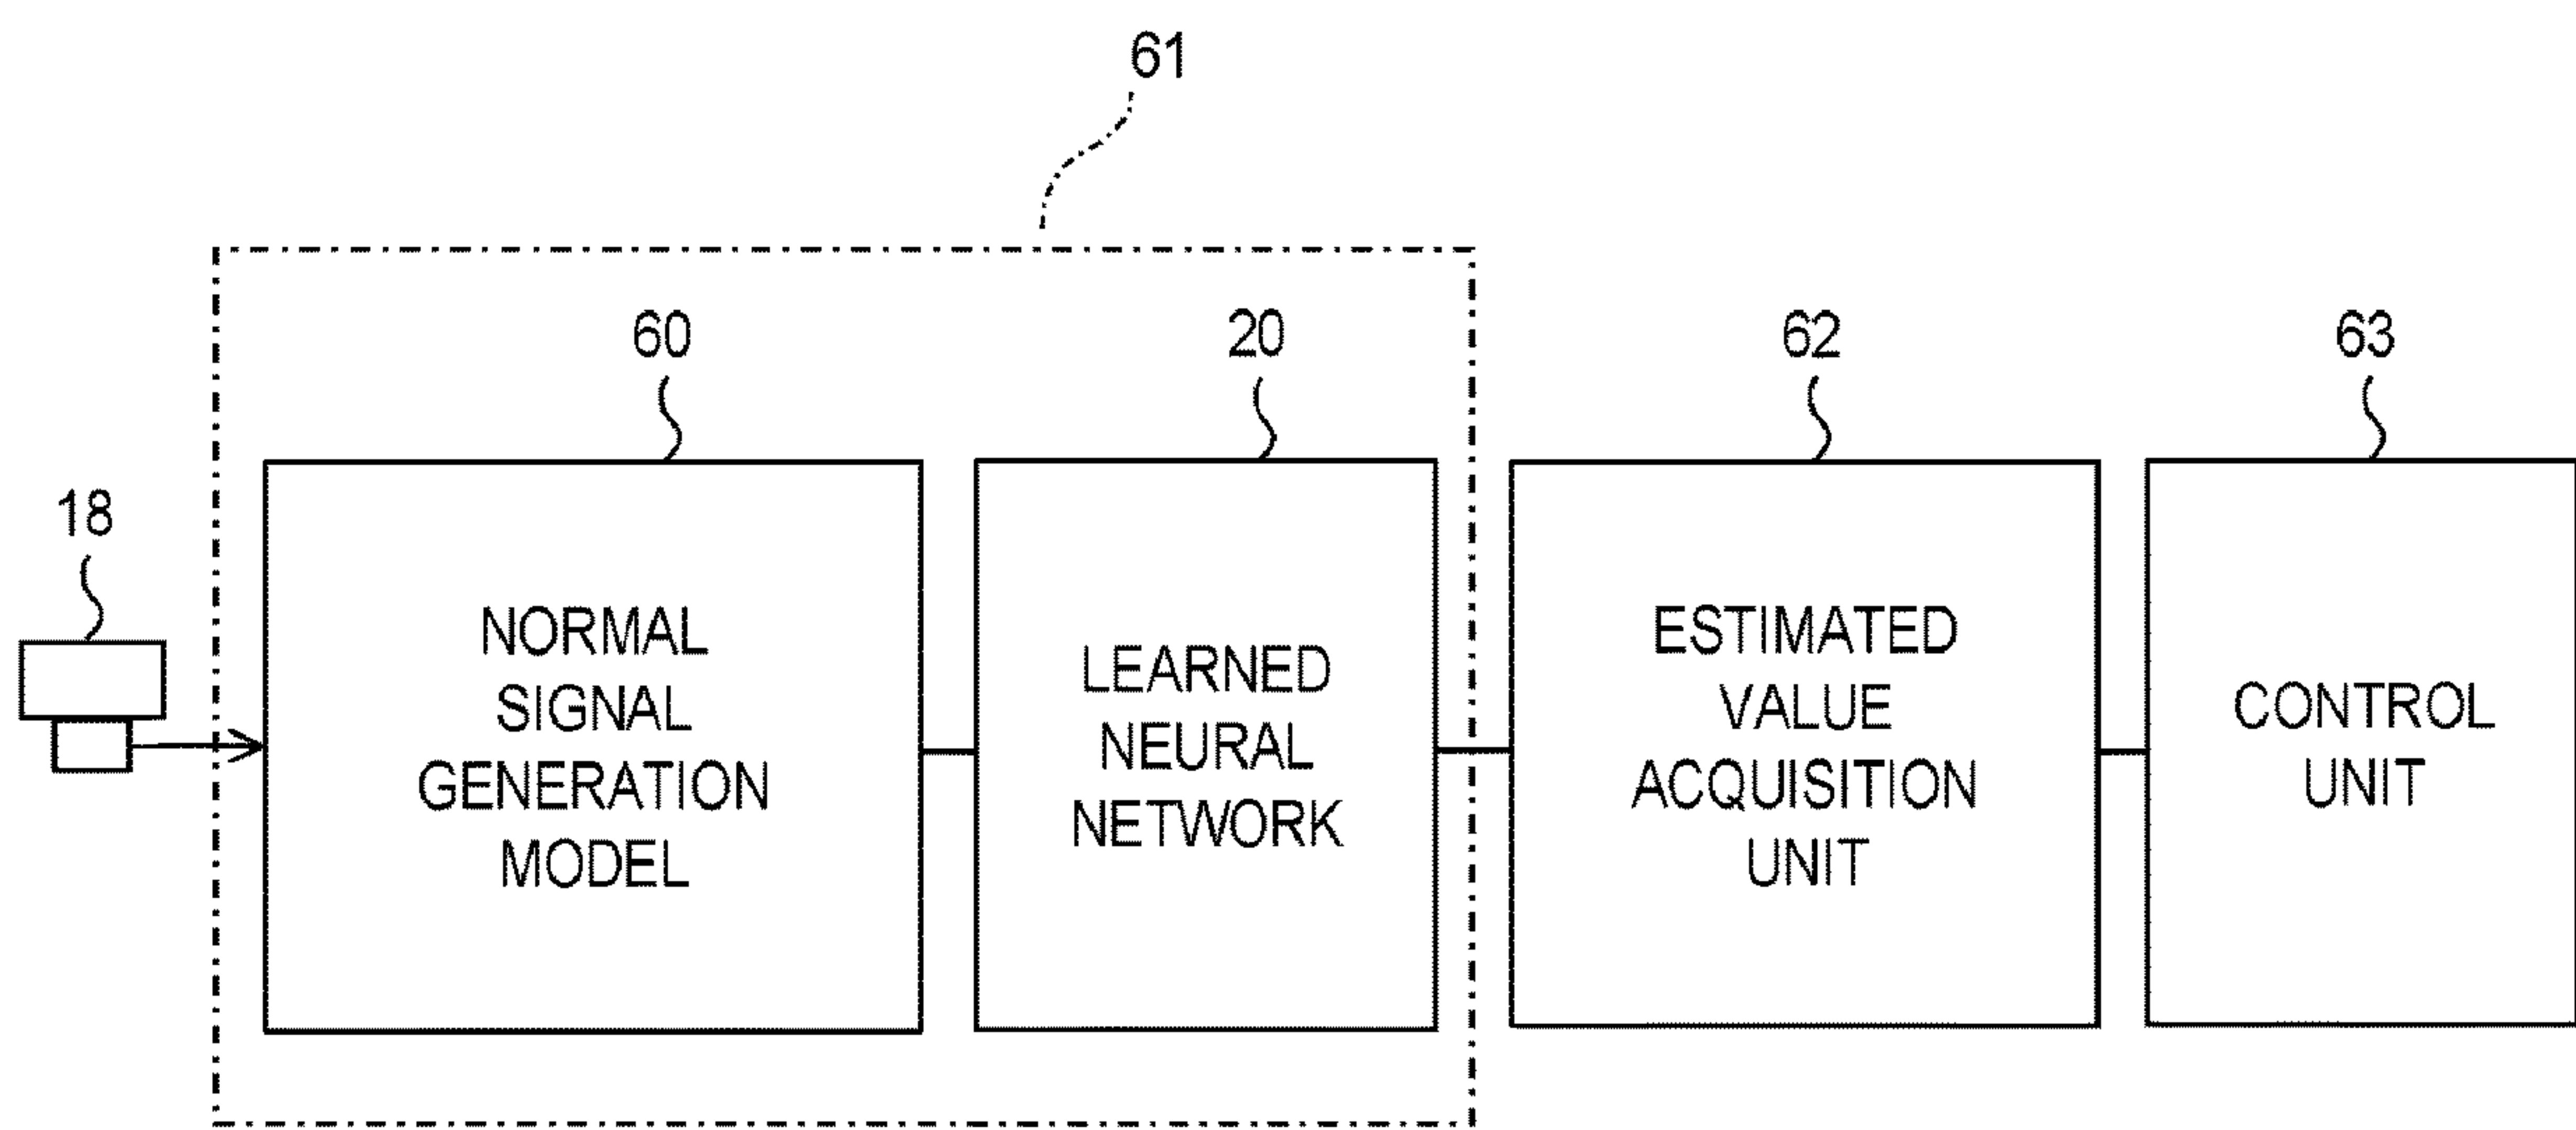 61
60
20
62
63
18
NORMAL
SIGNAL
GENERATION
MODEL
LEARNED
NEURAL
NETWORK
ESTIMATED
VALUE
ACQUISITION
UNIT
CONTROL
UNIT